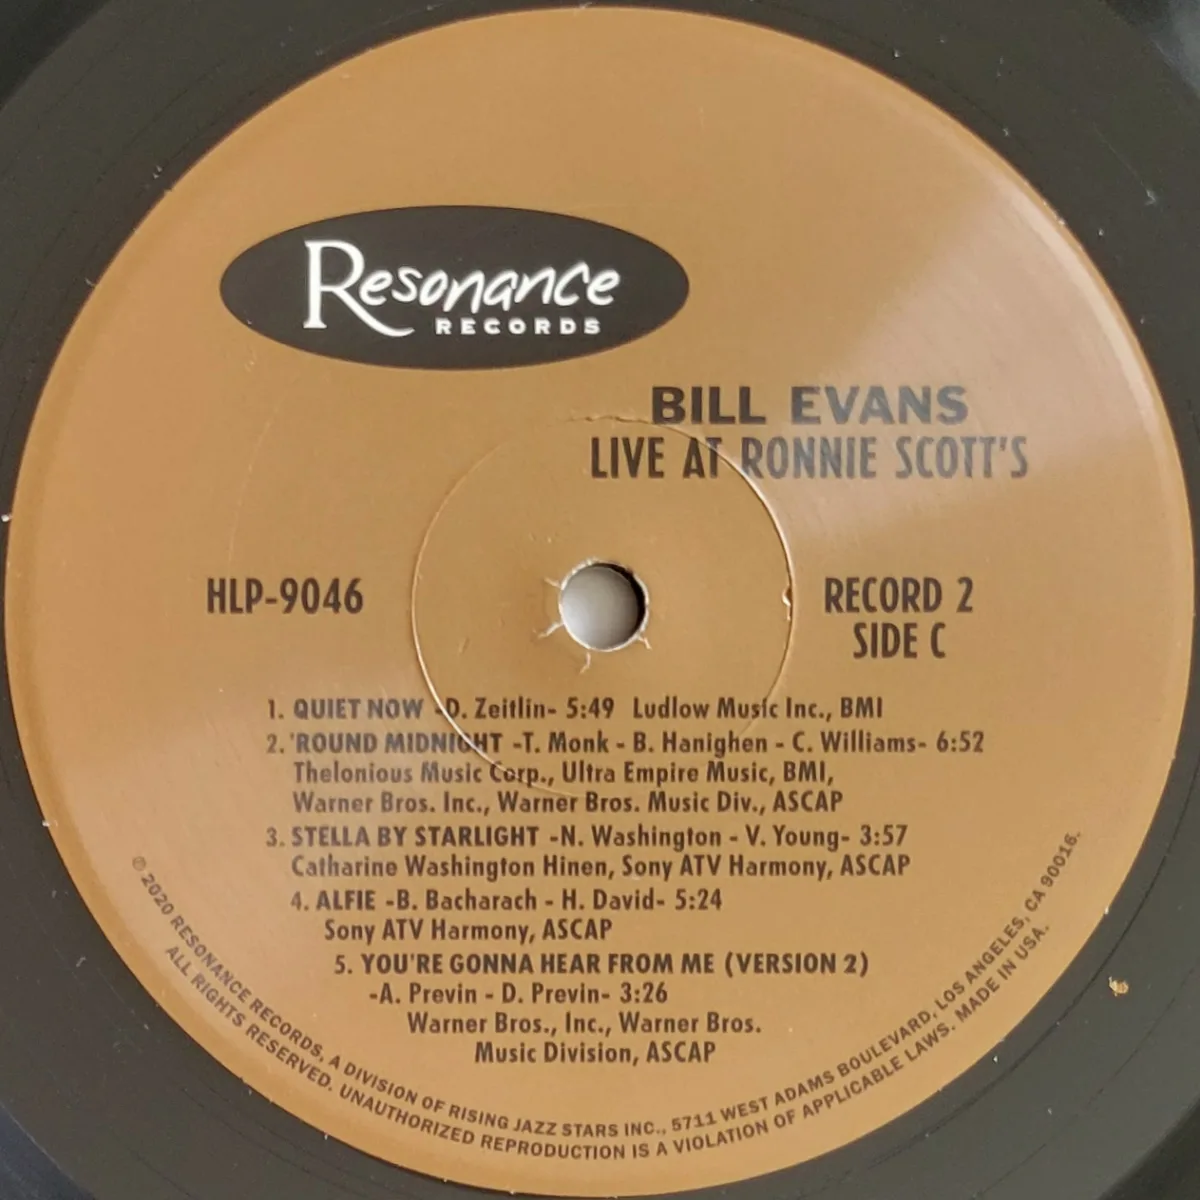 Resonance
RECORDS
BILL EVANS
LIVE AT RONNIE SCOTT'S
HLP-9046
RECORD 2
SIDE C
1. QUIET NOW -D. Zeitlin- 5:49 Ludlow Music Inc., BMI
2. 'ROUND MIDNIGHT -T. Monk - B. Hanighen - C. Williams- 6:52
Thelonious Music Corp., Ultra Empire Music, BMI,
Warner Bros. Inc., Warner Bros. Music Div., ASCAP
3. STELLA BY STARLIGHT -N. Washington - V. Young- 3:57
Catharine Washington Hinen, Sony ATV Harmony, ASCAP
4. ALFIE -B. Bacharach - H. David- 5:24
Sony ATV Harmony, ASCAP
5. YOU'RE GONNA HEAR FROM ME (VERSION 2)
-A. Previn - D. Previn- 3:26
Warner Bros., Inc., Warner Bros.
Music Division, ASCAP
℗ 2020 RESONANCE RECORDS, A DIVISION OF RISING JAZZ STARS INC., 5711 WEST ADAMS BOULEVARD, LOS ANGELES, CA 90016.
ALL RIGHTS RESERVED. UNAUTHORIZED REPRODUCTION IS A VIOLATION OF APPLICABLE LAWS. MADE IN USA.